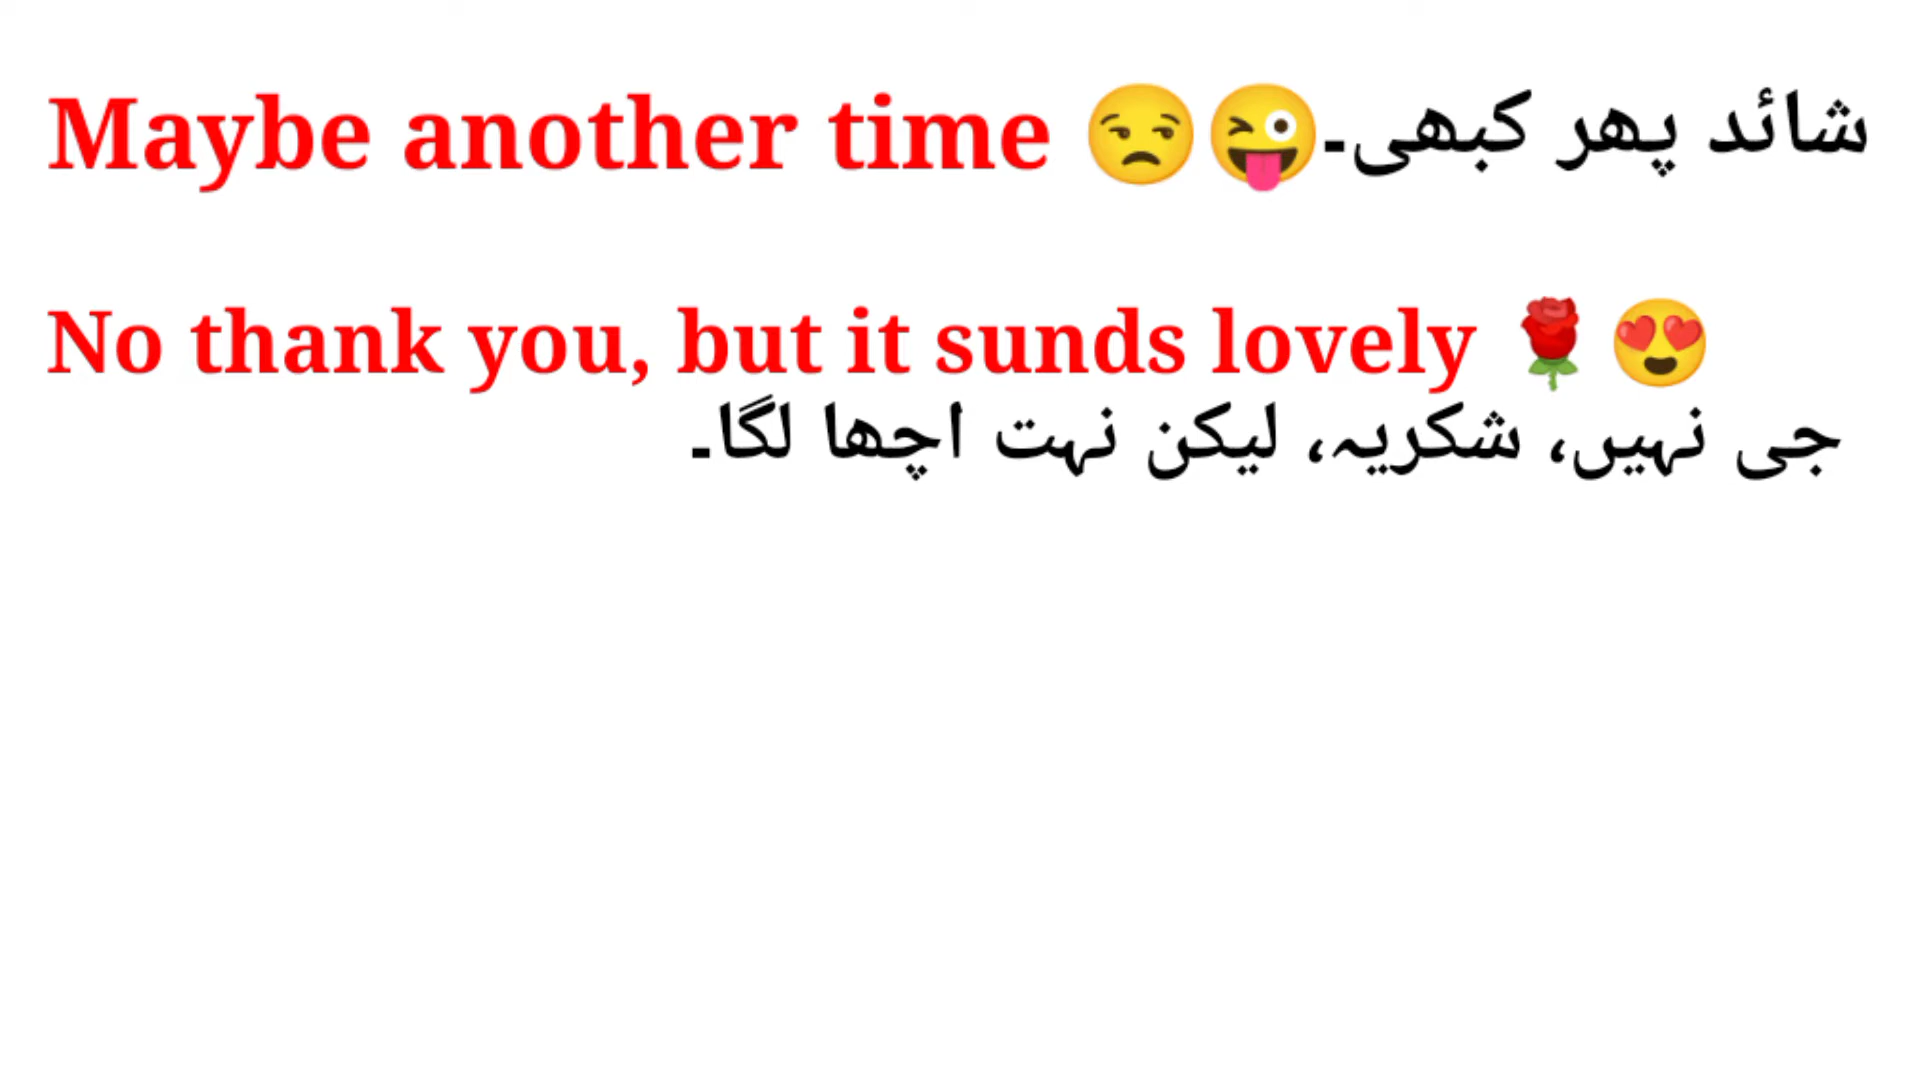 Maybe another time 😒😜شائد پھر کبھی۔
No thank you, but it sunds lovely 🌹😍
جی نہیں، شکریہ، لیکن نہت اچھا لگا۔